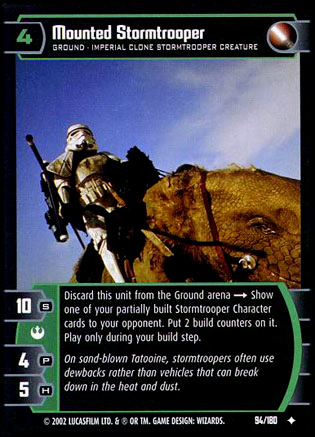 4 Mounted Stormtrooper
GROUND - IMPERIAL CLONE STORMTROOPER CREATURE
10 S
4 P
5 H
Discard this unit from the Ground arena → Show
one of your partially built Stormtrooper Character
cards to your opponent. Put 2 build counters on it.
Play only during your build step.
On sand-blown Tatooine, stormtroopers often use
dewbacks rather than vehicles that can break
down in the heat and dust.
© 2002 LUCASFILM LTD. & ® OR TM. GAME DESIGN: WIZARDS. 94/180